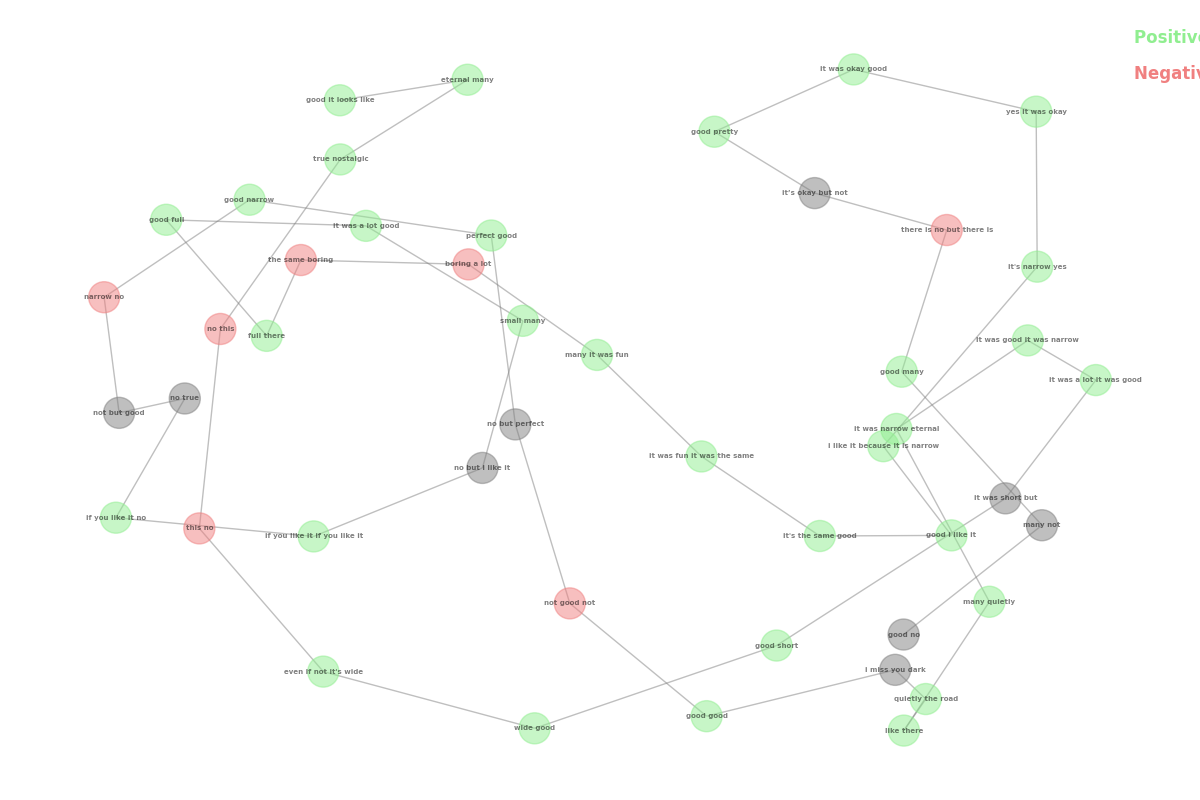 Positive
Negativ
It was okay good
eternal many
good it looks like
yes it was okay
good pretty
true nostalgic
It's okay but not
good narrow
good full
it was a lot good
there is no but there is
perfect good
the same boring
boring a lot
It's narrow yes
narrow no
small many
no this
full there
It was good it was narrow
many it was fun
good many
It was a lot it was good
no true
not but good
no but perfect
It was narrow eternal
i like it because it is narrow
It was fun it was the same
no but I like it
It was short but
if you like it no
many not
this no
if you like it if you like it
It's the same good
good I like it
many quietly
not good not
good no
good short
I miss you dark
even if not it's wide
quietly the road
good good
wide good
like there